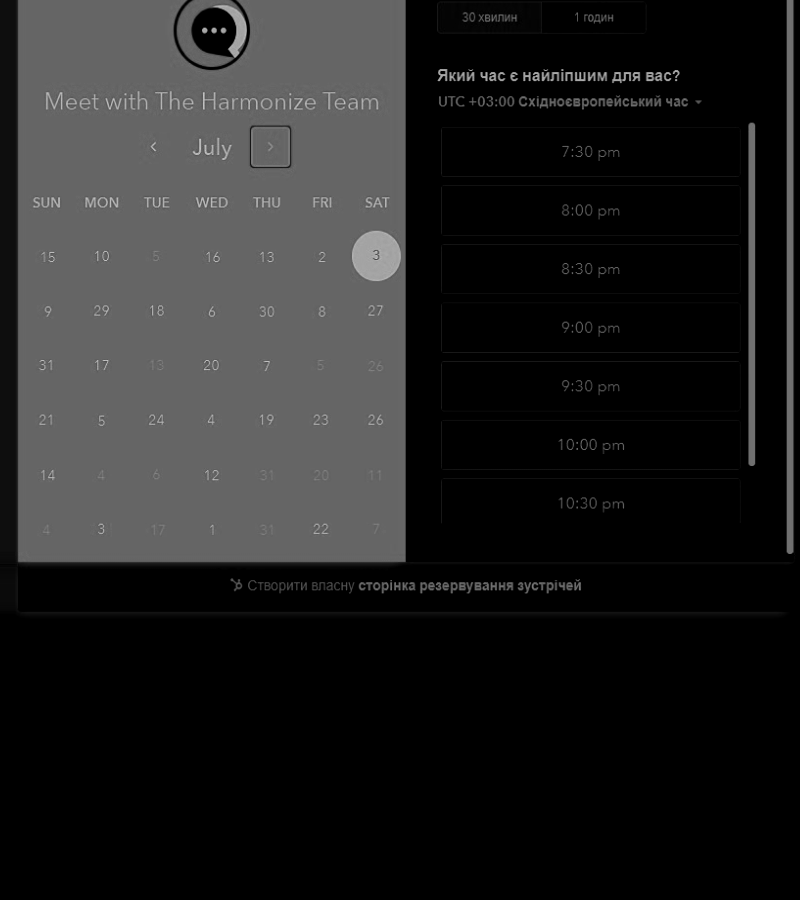 Meet with The Harmonize Team
July
SUN MON TUE WED THU FRI SAT
15 10 5 16 13 2 3
9 29 18 6 30 8 27
31 17 13 20 7 5 26
21 5 24 4 19 23 26
14 4 6 12 31 20 11
4 3 17 1 31 22 7
30 хвилин 1 годин
Який час є найліпшим для вас?
UTC +03:00 Східноєвропейський час
7:30 pm
8:00 pm
8:30 pm
9:00 pm
9:30 pm
10:00 pm
10:30 pm
Створити власну сторінка резервування зустрічей